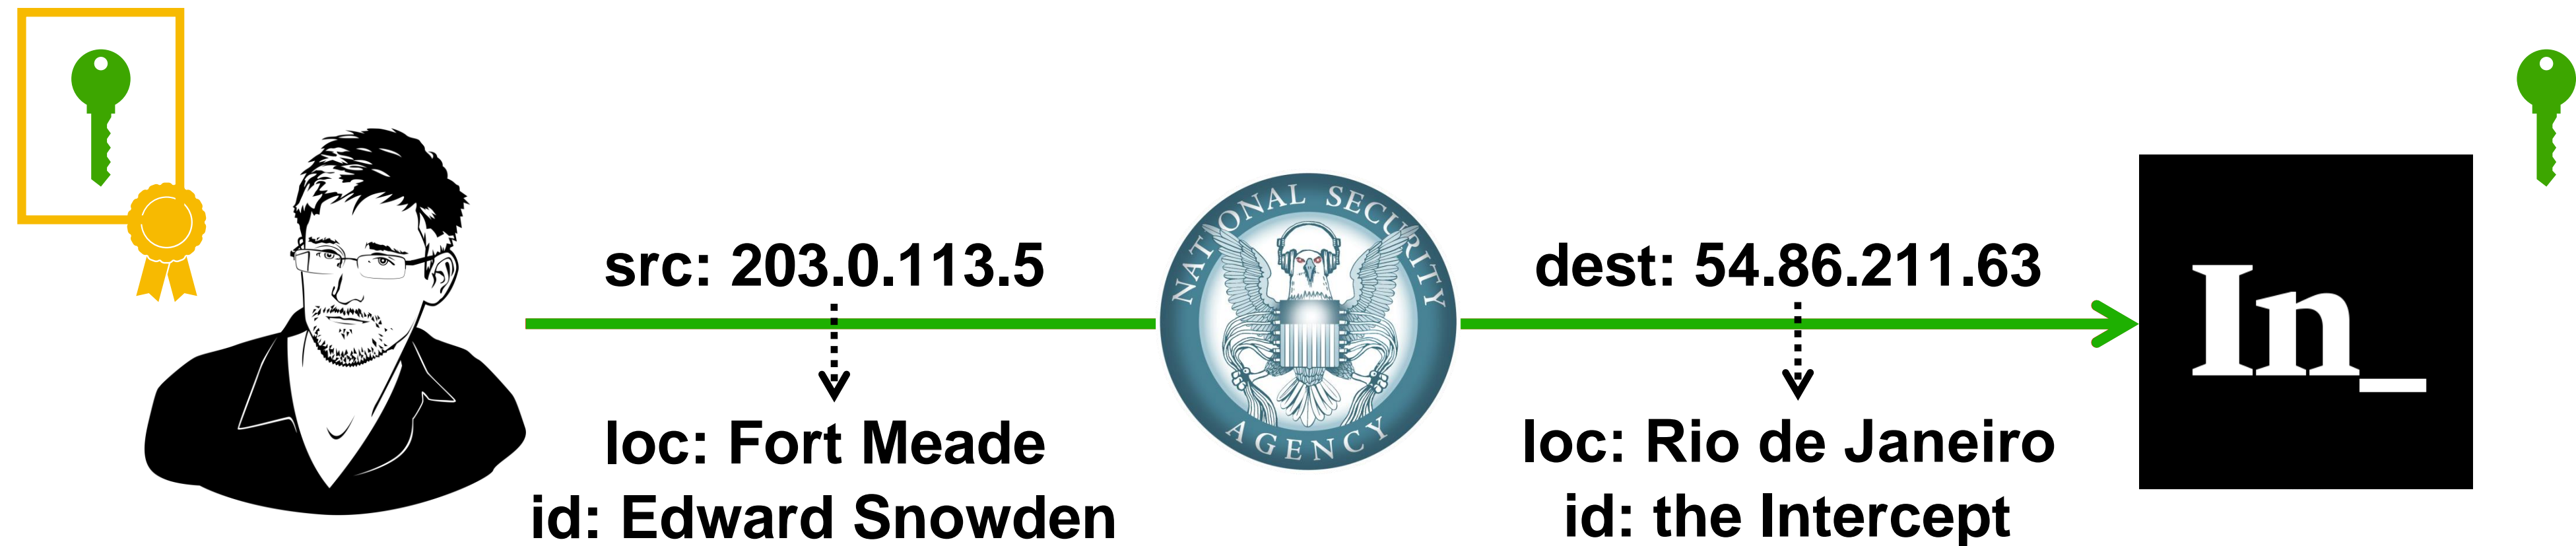 src: 203.0.113.5
loc: Fort Meade
id: Edward Snowden
NATIONAL SECURITY
AGENCY
dest: 54.86.211.63
loc: Rio de Janeiro
id: the Intercept
In_